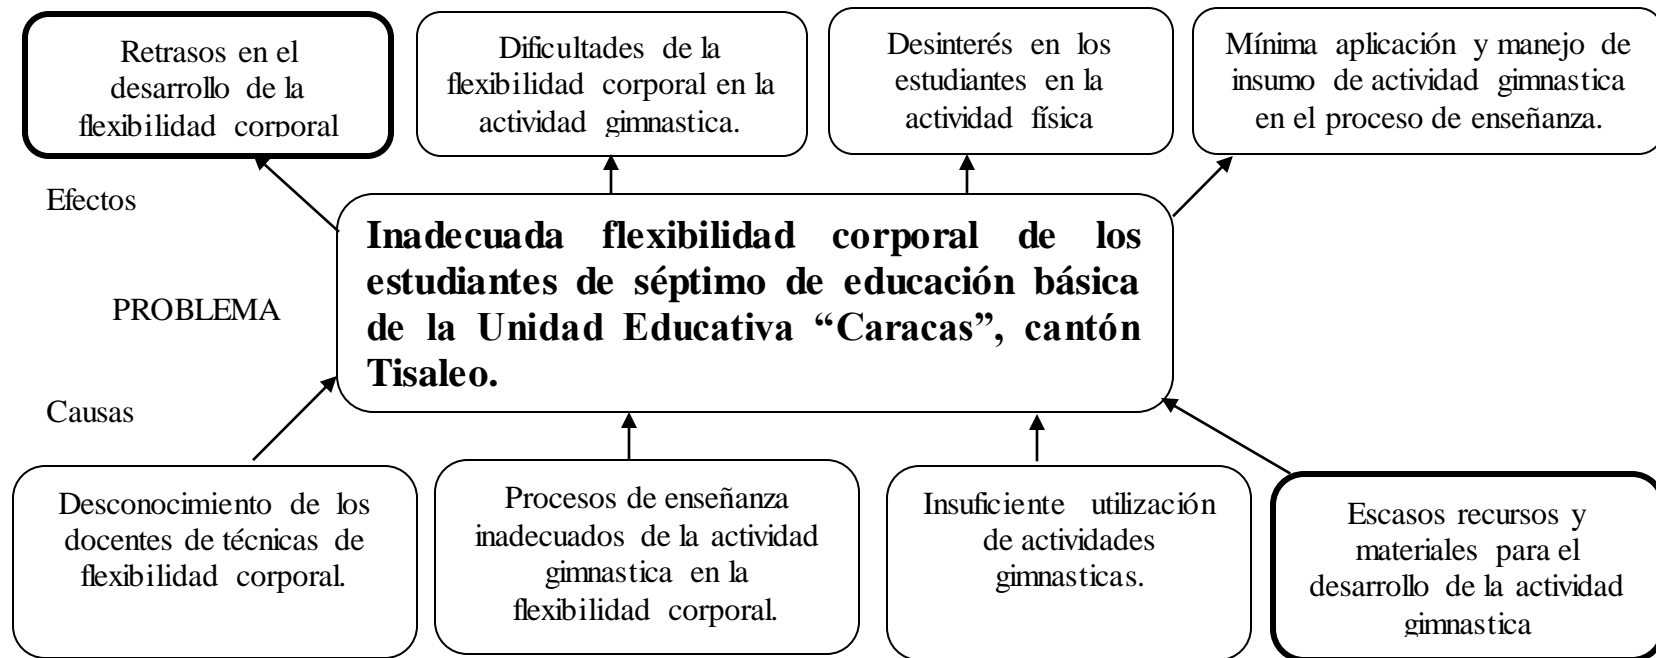 Retrasos en el
desarrollo de la
flexibilidad corporal
Dificultades de la
flexibilidad corporal en la
actividad gimnastica.
Desinterés en los
estudiantes en la
actividad física
Mínima aplicación y manejo de
insumo de actividad gimnastica
en el proceso de enseñanza.
Efectos
Inadecuada flexibilidad corporal de los
estudiantes de séptimo de educación básica
de la Unidad Educativa “Caracas”, cantón
Tisaleo.
PROBLEMA
Causas
Desconocimiento de los
docentes de técnicas de
flexibilidad corporal.
Procesos de enseñanza
inadecuados de la actividad
gimnastica en la
flexibilidad corporal.
Insuficiente utilización
de actividades
gimnasticas.
Escasos recursos y
materiales para el
desarrollo de la actividad
gimnastica